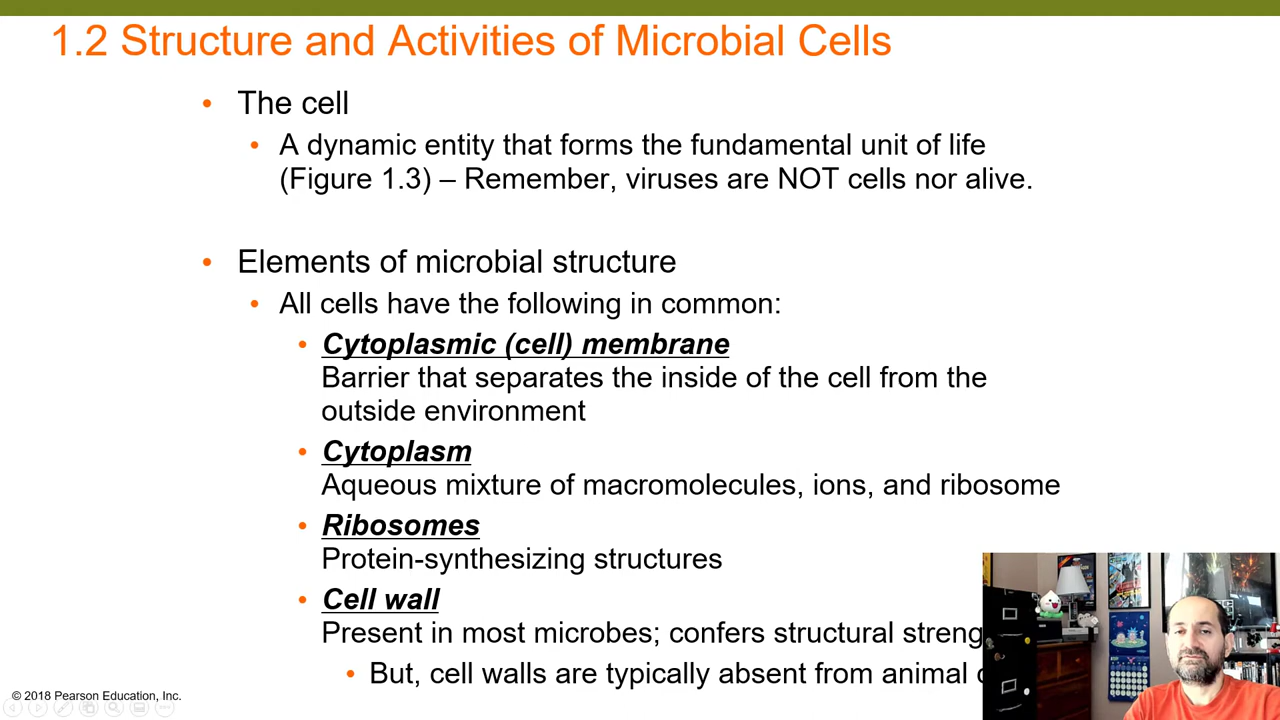 1.2 Structure and Activities of Microbial Cells
• The cell
• A dynamic entity that forms the fundamental unit of life
(Figure 1.3) – Remember, viruses are NOT cells nor alive.
• Elements of microbial structure
• All cells have the following in common:
• Cytoplasmic (cell) membrane
Barrier that separates the inside of the cell from the
outside environment
• Cytoplasm
Aqueous mixture of macromolecules, ions, and ribosome
• Ribosomes
Protein-synthesizing structures
• Cell wall
Present in most microbes; confers structural
• But, cell walls are typically absent from animal
© 2018 Pearson Education, Inc.